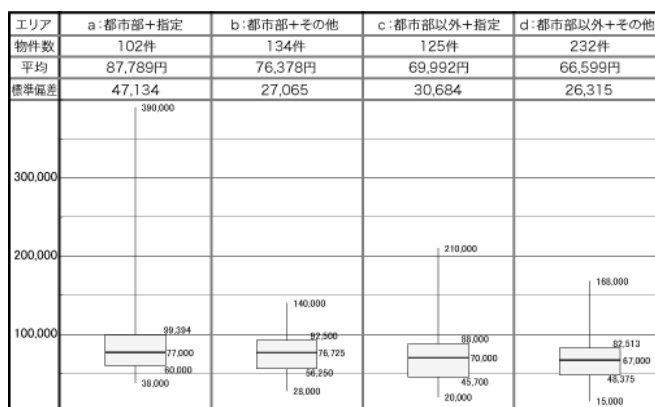 エリア a：都市部＋指定 b：都市部＋その他 c：都市部以外＋指定 d：都市部以外＋その他
物件数 102件 134件 125件 232件
平均 87,789円 76,378円 69,992円 66,599円
標準偏差 47,134 27,065 30,684 26,315
390,000
300,000
210,000
200,000
168,000
140,000
100,000
99,394 92,500 88,000 82,513
77,000 76,725 70,000 67,000
60,000 56,250 45,700 48,375
38,000 28,000 20,000 15,000